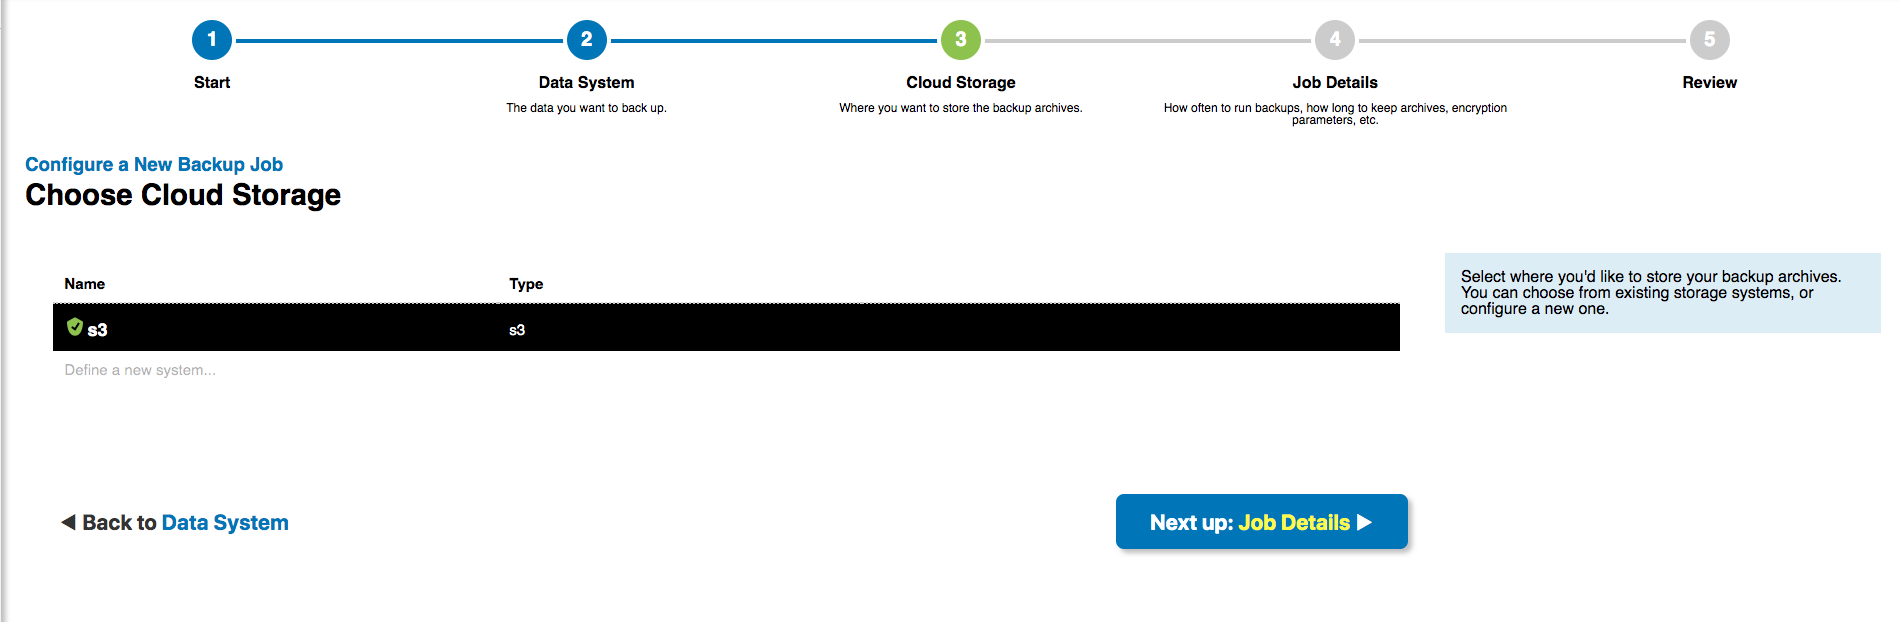 1 2 3 4 5
Start Data System Cloud Storage Job Details Review
The data you want to back up. Where you want to store the backup archives. How often to run backups, how long to keep archives, encryption
parameters, etc.
Configure a New Backup Job
Choose Cloud Storage
Name Type
s3 s3
Define a new system...
Select where you'd like to store your backup archives.
You can choose from existing storage systems, or
configure a new one.
Back to Data System
Next up: Job Details